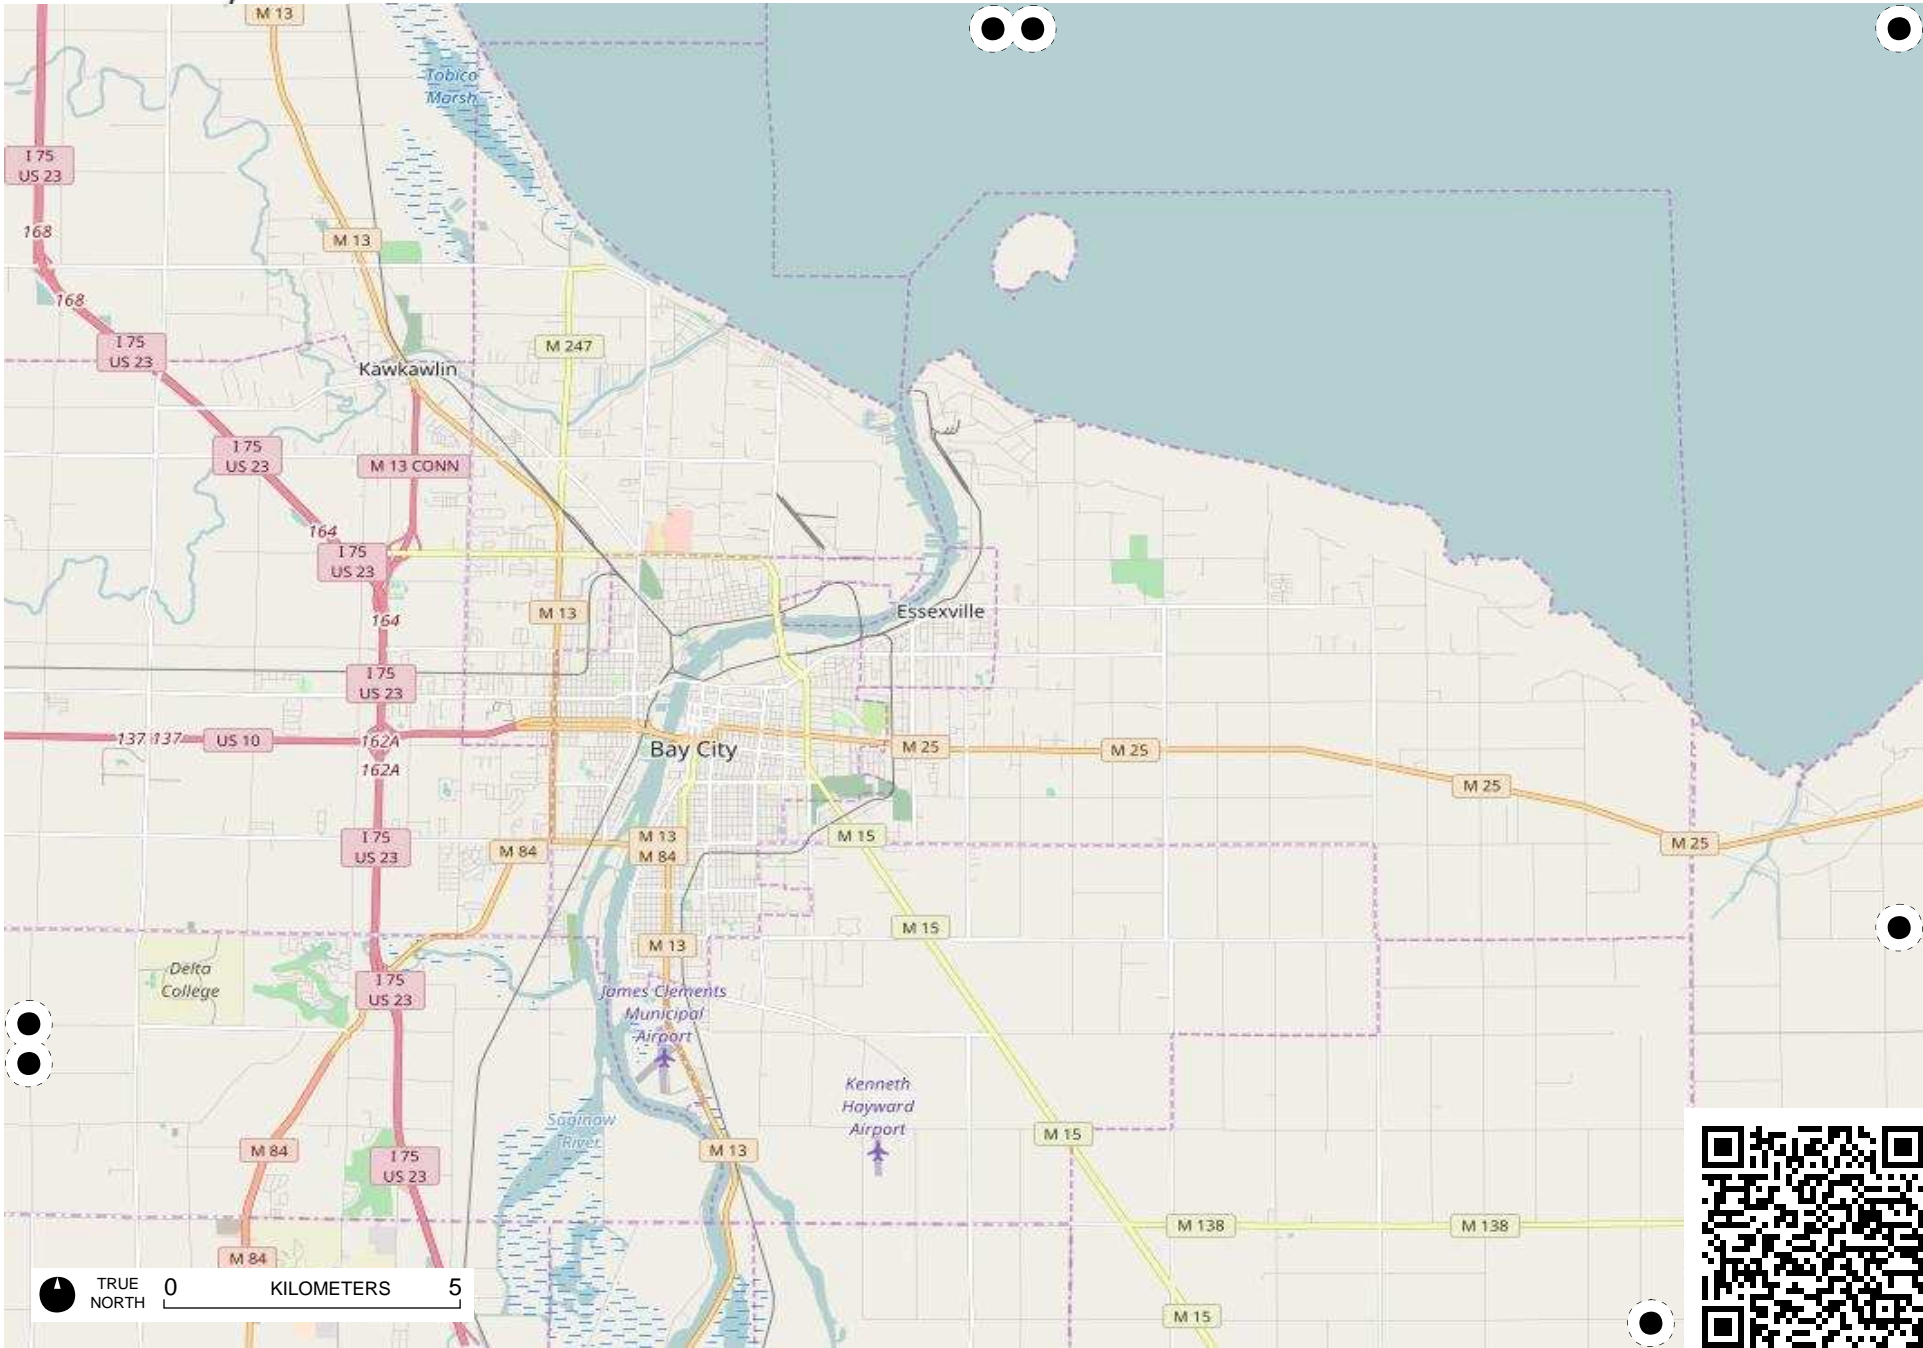 M 13
Tobico
Marsh
I 75
US 23
168
M 13
168
I 75
US 23
M 247
Kawkawlin
I 75
US 23
M 13 CONN
164
I 75
US 23
M 13
Essexville
164
I 75
US 23
137
137
US 10
162A
Bay City
M 25
M 25
162A
M 25
I 75
US 23
M 84
M 13
M 84
M 15
M 25
M 15
M 13
Delta
College
I 75
US 23
James Clements
Municipal
Airport
Kenneth
Hayward
Airport
Saginaw
River
M 15
M 84
I 75
US 23
M 13
M 138
M 138
M 84
TRUE
NORTH
0
KILOMETERS
5
M 15